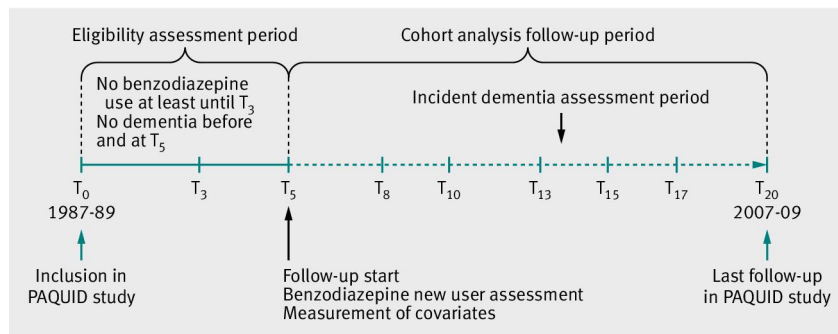 Eligibility assessment period
Cohort analysis follow-up period
No benzodiazepine
use at least until T3
No dementia before
and at T5
Incident dementia assessment period
T0
T3
T5
T8
T10
T13
T15
T17
T20
1987-89
2007-09
Inclusion in
PAQUID study
Follow-up start
Benzodiazepine new user assessment
Measurement of covariates
Last follow-up
in PAQUID study